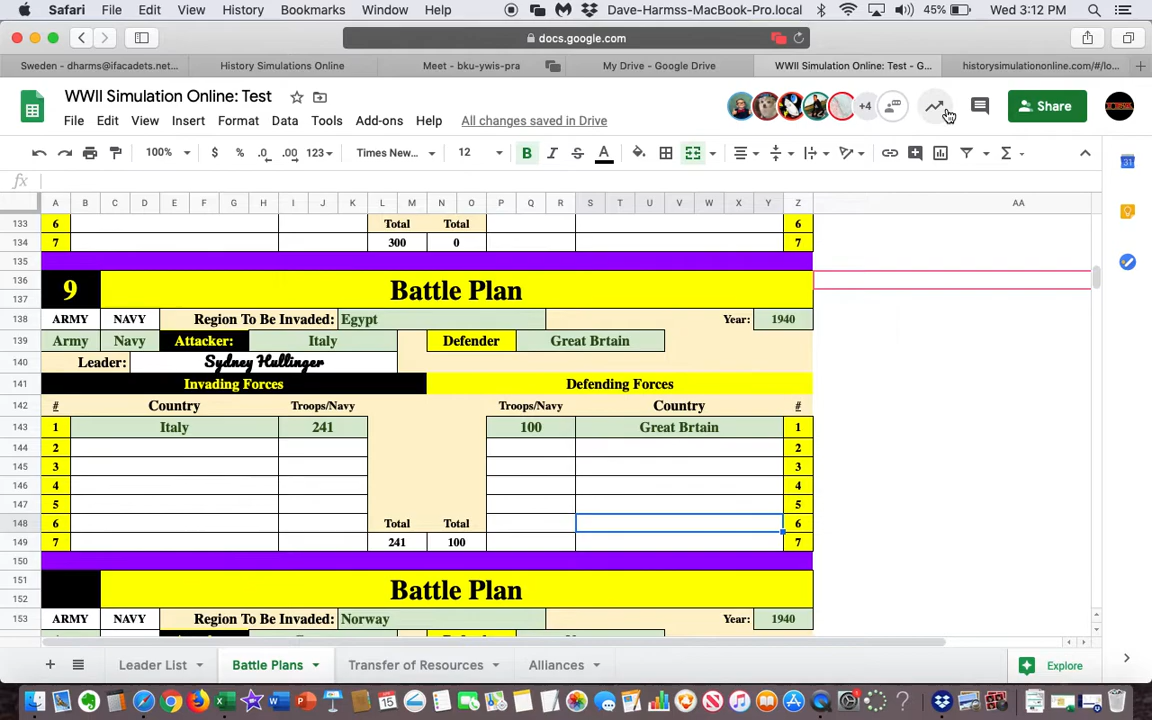 Safari File Edit View History Bookmarks Window Help Dave-Harmss-MacBook-Pro.local 45% Wed 3:12 PM
docs.google.com
Sweden - dharms@ifacadets.net... History Simulations Online Meet - bku-ywis-pra My Drive - Google Drive WWII Simulation Online: Test - G... historysimulationonline.com/#/lo...
WWII Simulation Online: Test
+4 Share
File Edit View Insert Format Data Tools Add-ons Help All changes saved in Drive
100% $ % .0 .00 123 Times New... 12 B I S A
fx
A B C D E F G H I J K L M N O P Q R S T U V W X Y Z AA
133 6 Total Total 6
134 7 300 0 7
135
136 9 Battle Plan
137
138 ARMY NAVY Region To Be Invaded: Egypt Year: 1940
139 Army Navy Attacker: Italy Defender Great Brtain
140 Leader: Sydney Hullinger
141 Invading Forces Defending Forces
142 # Country Troops/Navy Troops/Navy Country #
143 1 Italy 241 100 Great Brtain 1
144 2 2
145 3 3
146 4 4
147 5 5
148 6 Total Total 6
149 7 241 100 7
150
151 Battle Plan
152
153 ARMY NAVY Region To Be Invaded: Norway Year: 1940
Leader List Battle Plans Transfer of Resources Alliances Explore